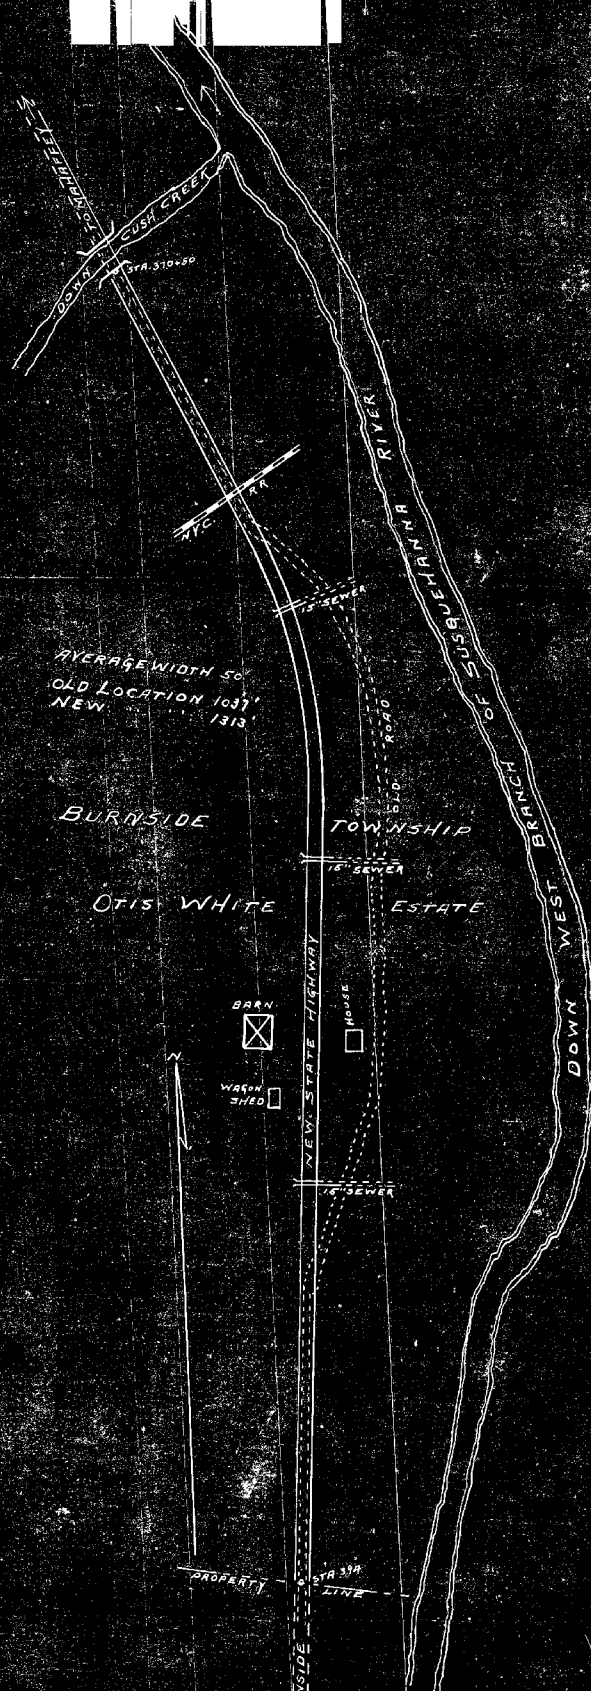 TO MAHAFFEY
DOWN CUSH CREEK
STA. 370+50
N.Y.C. RR
15" SEWER
RIVER
AVERAGE WIDTH 50'
OLD LOCATION 1037'
NEW " 1313'
OLD ROAD
BURNSIDE TOWNSHIP
15" SEWER
OTIS WHITE ESTATE
DOWN WEST BRANCH OF SUSQUEHANNA RIVER
NEW STATE HIGHWAY
BARN
HOUSE
N
WAGON
SHED
15" SEWER
STA 394
PROPERTY LINE